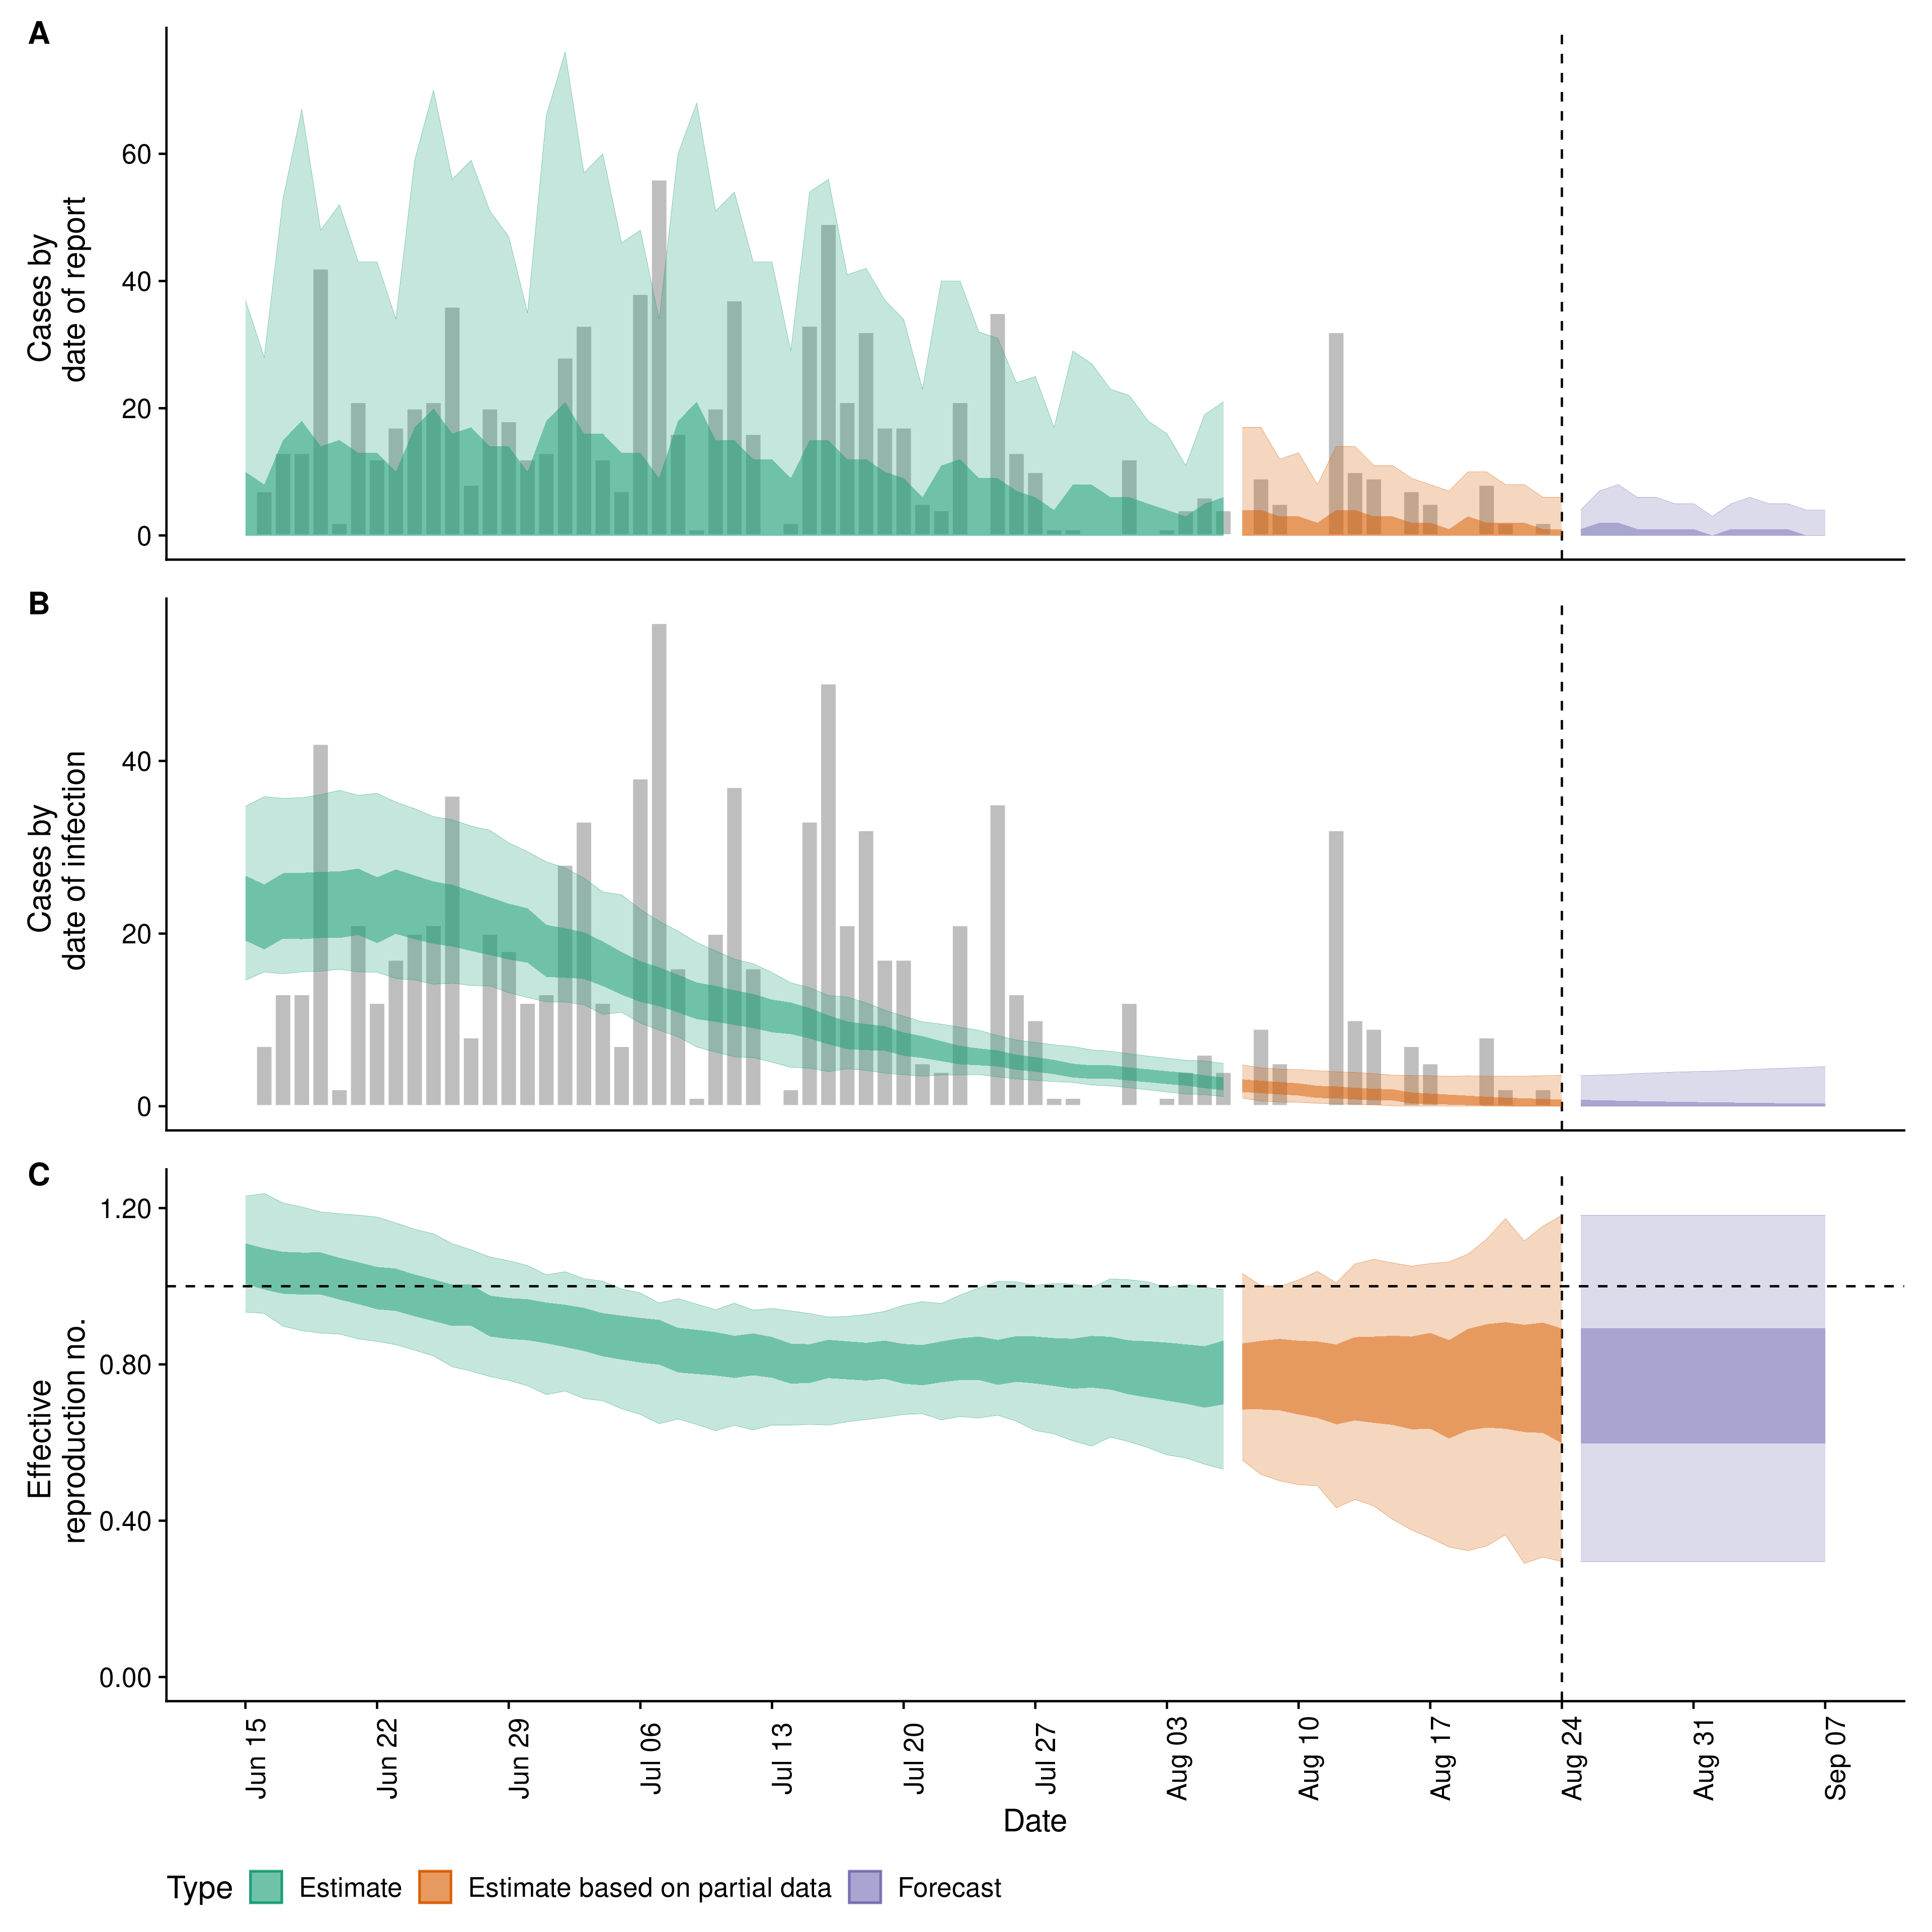 A
Cases by
date of report
60
40
20
0
B
Cases by
date of infection
40
20
0
C
Effective
reproduction no.
1.20
0.80
0.40
0.00
Jun 15
Jun 22
Jun 29
Jul 06
Jul 13
Jul 20
Jul 27
Aug 03
Aug 10
Aug 17
Aug 24
Aug 31
Sep 07
Date
Type Estimate Estimate based on partial data Forecast